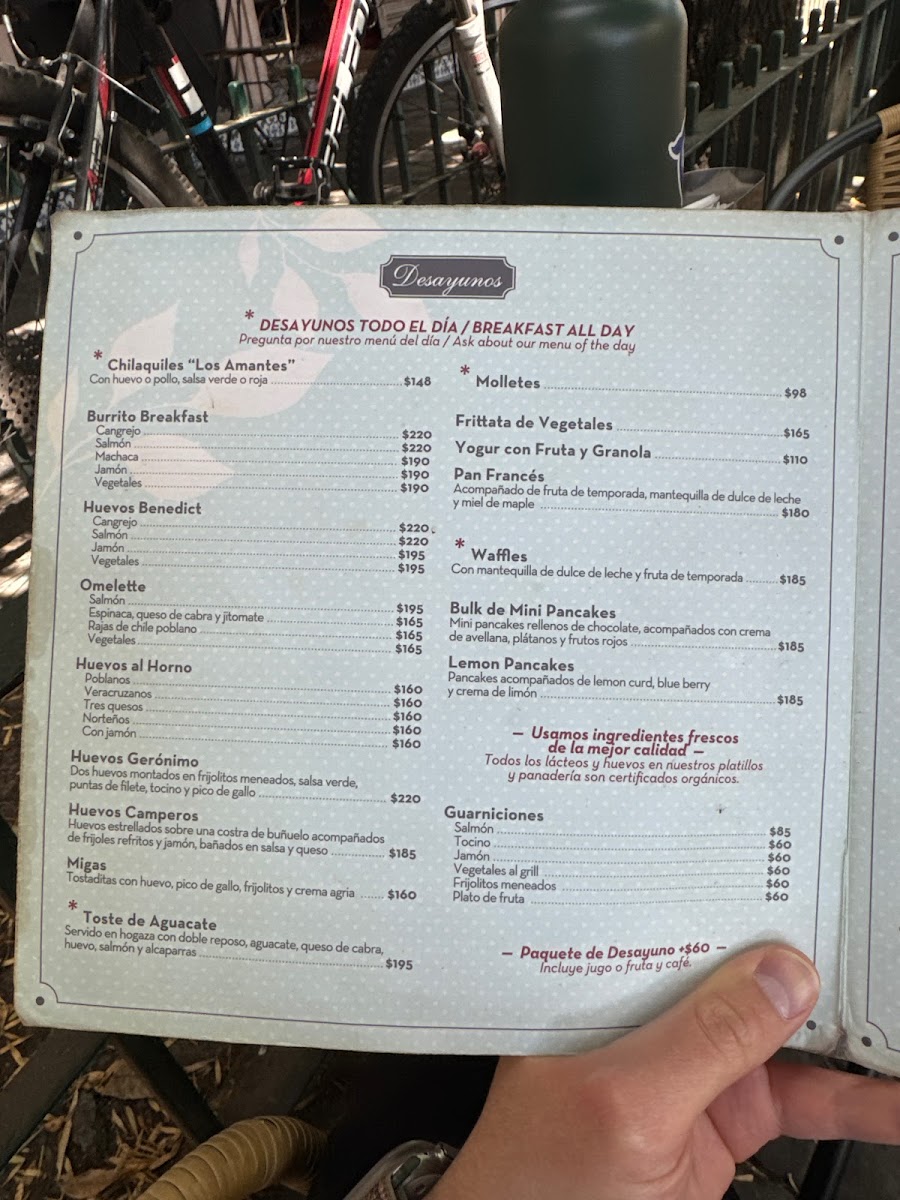 Desayunos
* DESAYUNOS TODO EL DÍA / BREAKFAST ALL DAY
Pregunta por nuestro menú del día / Ask about our menu of the day
* Chilaquiles "Los Amantes"
Con huevo o pollo, salsa verde o roja $148
Burrito Breakfast
Cangrejo $220
Salmón $220
Machaca $190
Jamón $190
Vegetales $190
Huevos Benedict
Cangrejo $220
Salmón $220
Jamón $195
Vegetales $195
Omelette
Salmón $195
Espinaca, queso de cabra y jitomate $165
Rajas de chile poblano $165
Vegetales $165
Huevos al Horno
Poblanos $160
Veracruzanos $160
Tres quesos $160
Norteños $160
Con jamón $160
Huevos Gerónimo
Dos huevos montados en frijolitos meneados, salsa verde,
puntas de filete, tocino y pico de gallo $220
Huevos Camperos
Huevos estrellados sobre una costra de buñuelo acompañados
de frijoles refritos y jamón, bañados en salsa y queso $185
Migas
Tostaditas con huevo, pico de gallo, frijolitos y crema agria $160
* Toste de Aguacate
Servido en hogaza con doble reposo, aguacate, queso de cabra,
huevo, salmón y alcaparras $195
* Molletes $98
Frittata de Vegetales $165
Yogur con Fruta y Granola $110
Pan Francés
Acompañado de fruta de temporada, mantequilla de dulce de leche
y miel de maple $180
* Waffles
Con mantequilla de dulce de leche y fruta de temporada $185
Bulk de Mini Pancakes
Mini pancakes rellenos de chocolate, acompañados con crema
de avellana, plátanos y frutos rojos $185
Lemon Pancakes
Pancakes acompañados de lemon curd, blue berry
y crema de limón $185
— Usamos ingredientes frescos
de la mejor calidad —
Todos los lácteos y huevos en nuestros platillos
y panadería son certificados orgánicos.
Guarniciones
Salmón $85
Tocino $60
Jamón $60
Vegetales al grill $60
Frijolitos meneados $60
Plato de fruta $60
— Paquete de Desayuno +$60 —
Incluye jugo o fruta y café.